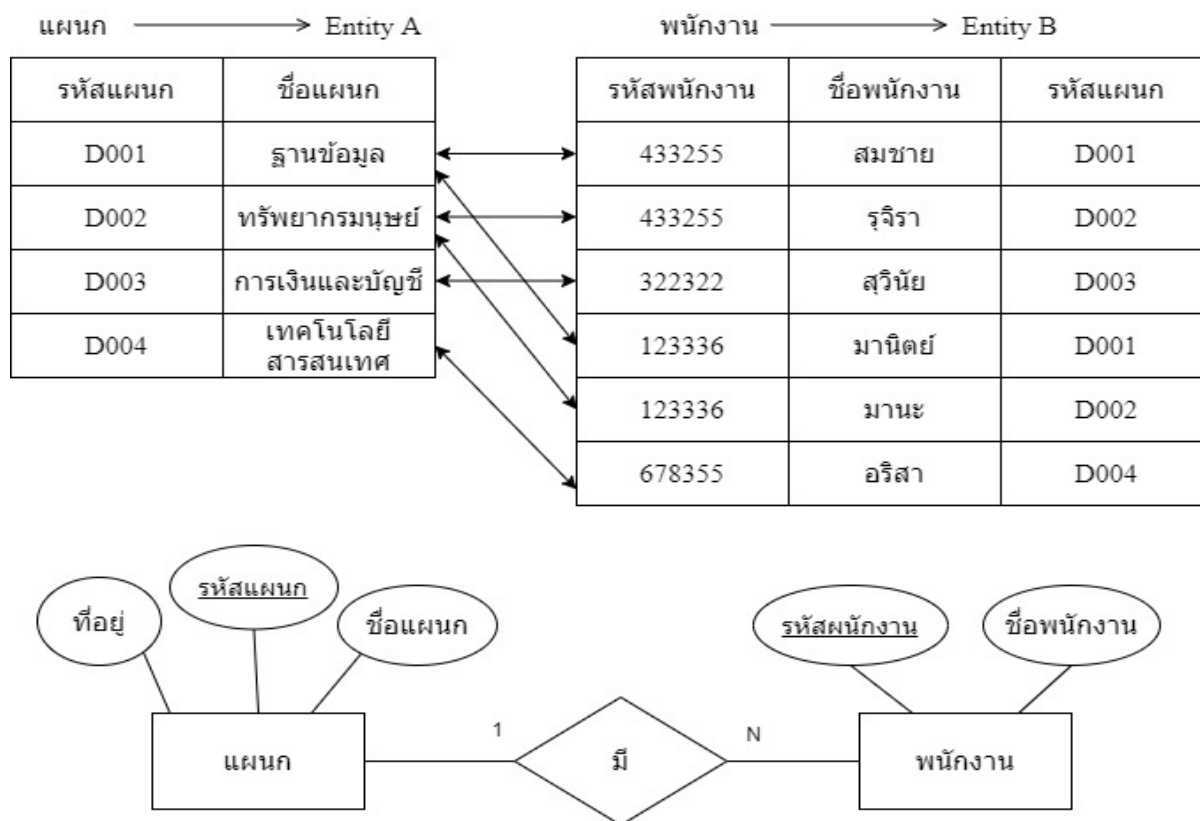 แผนก Entity A
พนักงาน Entity B
รหัสแผนก ชื่อแผนก
D001 ฐานข้อมูล
D002 ทรัพยากรมนุษย์
D003 การเงินและบัญชี
D004 เทคโนโลยี
สารสนเทศ
รหัสพนักงาน ชื่อพนักงาน รหัสแผนก
433255 สมชาย D001
433255 รุจิรา D002
322322 สุวินัย D003
123336 มานิตย์ D001
123336 มานะ D002
678355 อริสา D004
ที่อยู่
รหัสแผนก
ชื่อแผนก
รหัสผนักงาน
ชื่อพนักงาน
แผนก
1
มี
N
พนักงาน